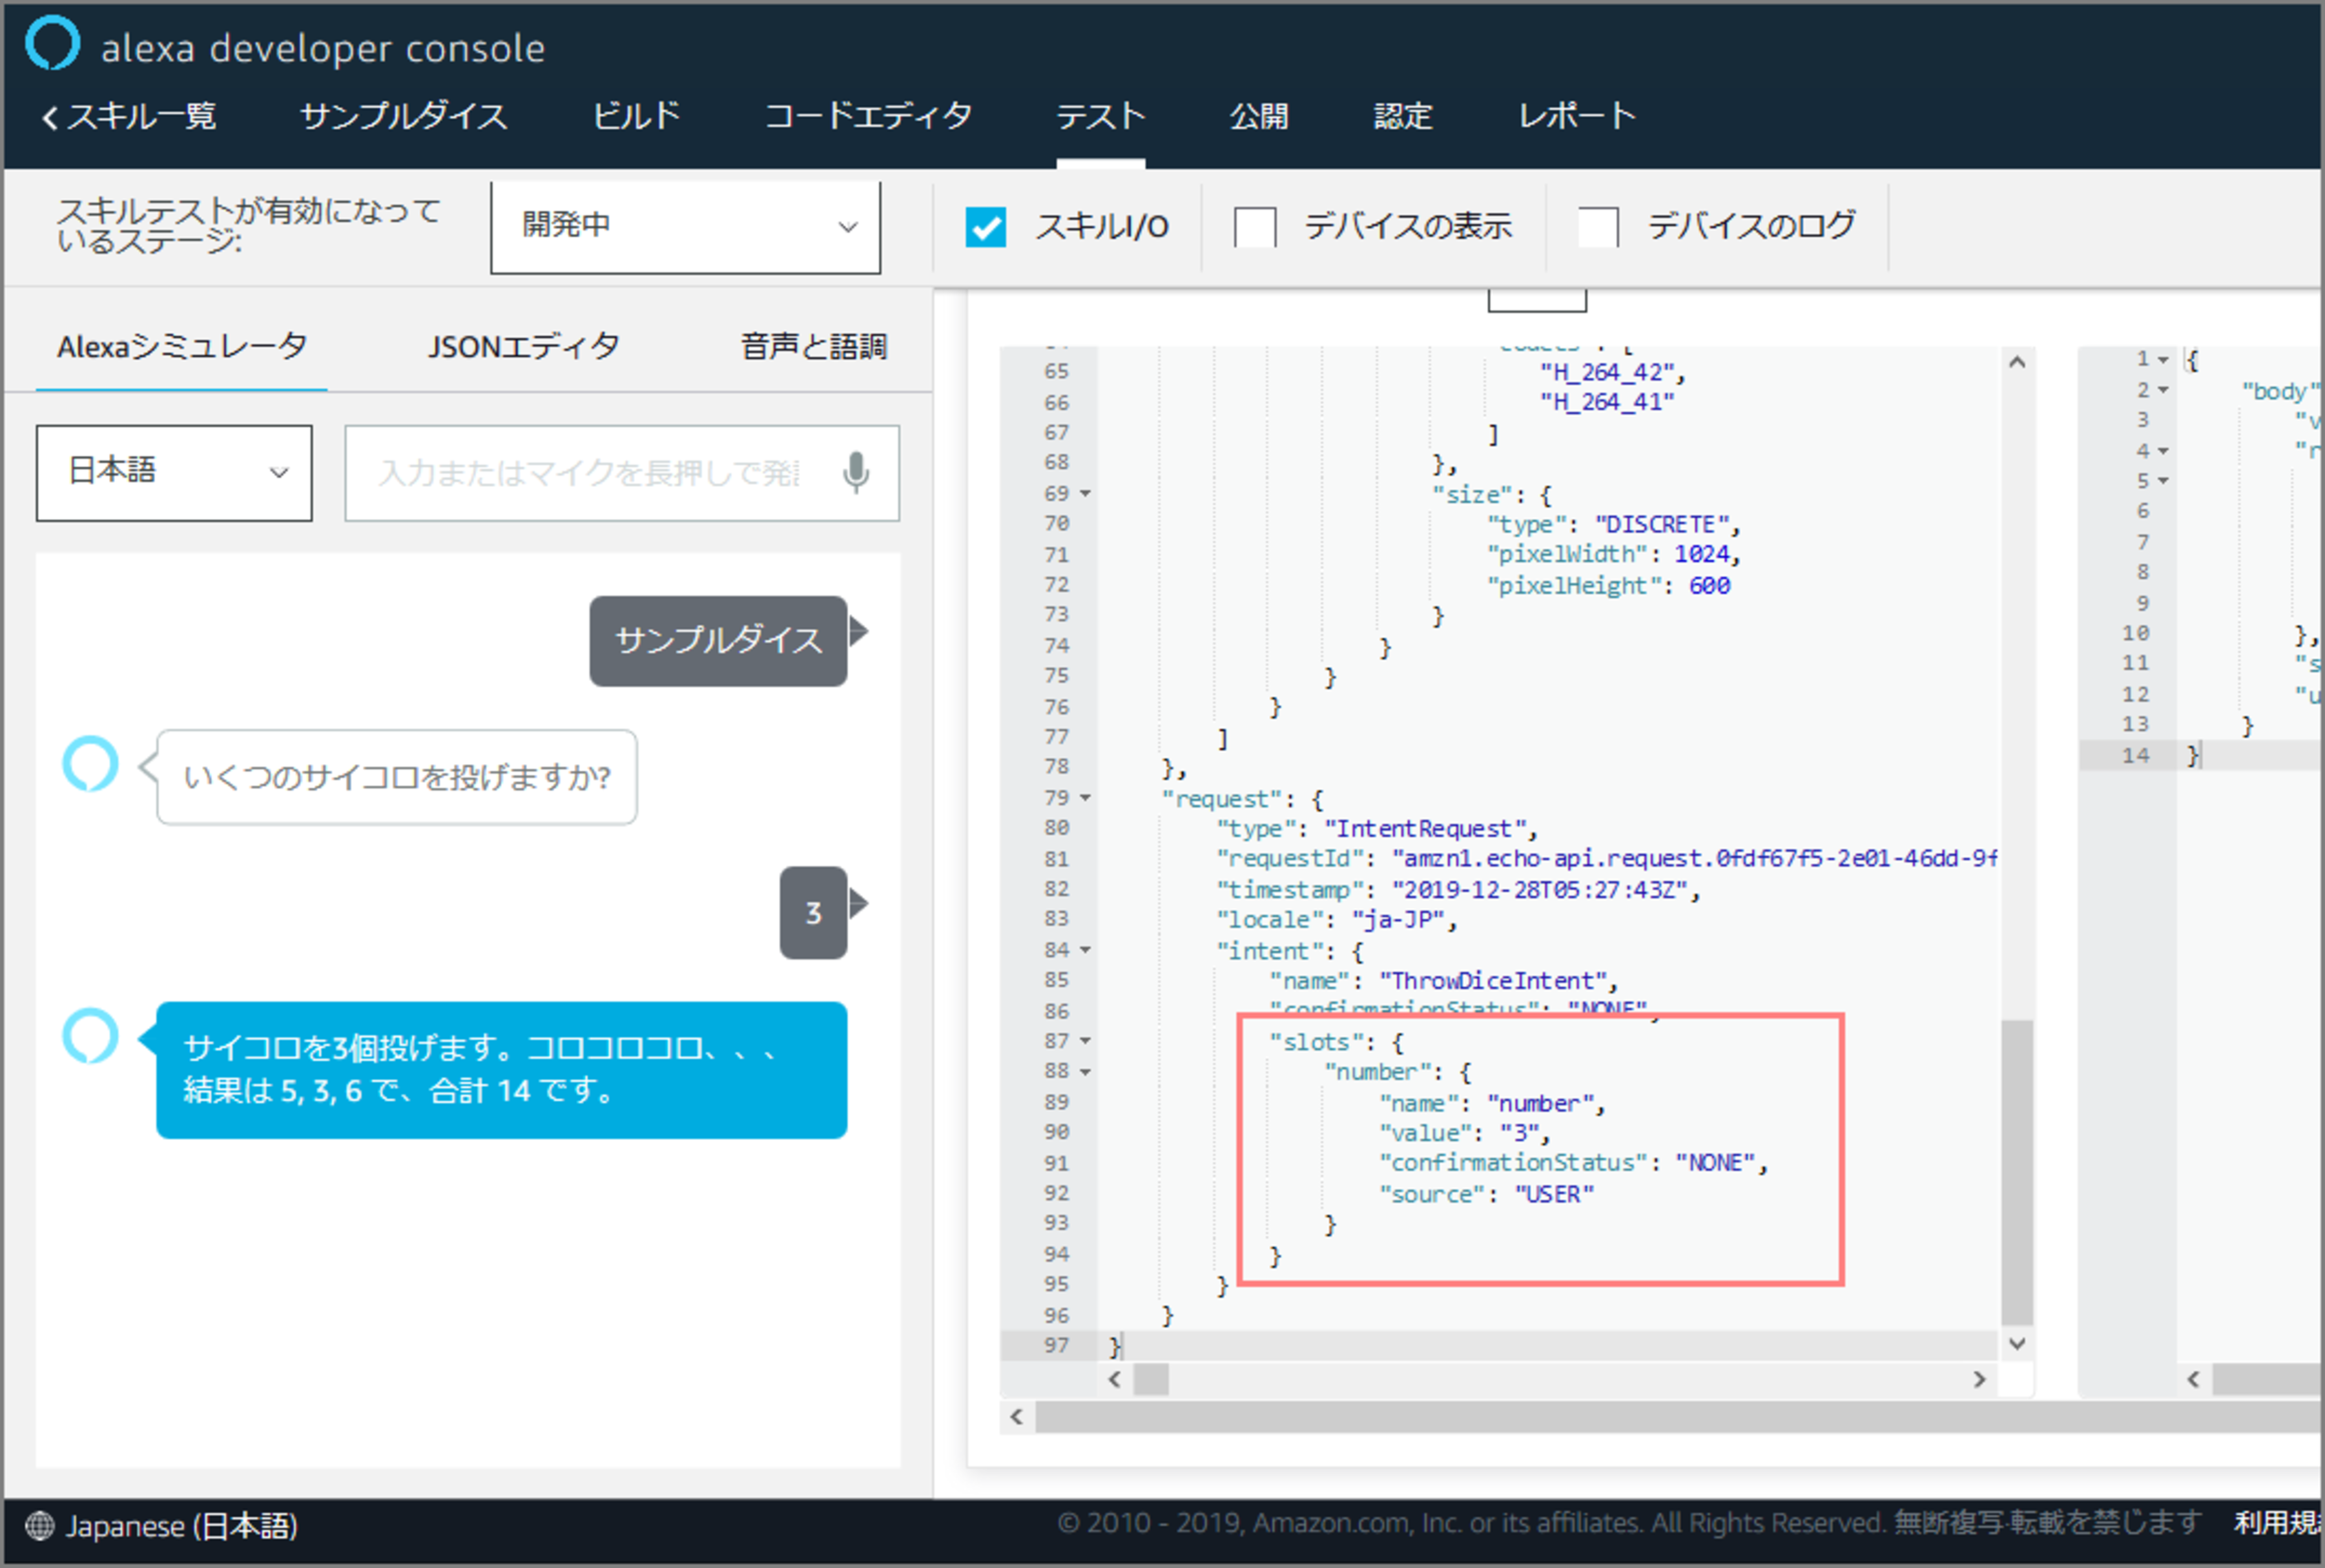 alexa developer console
スキル一覧 サンプルダイス ビルド コードエディタ テスト 公開 認定 レポート
スキルテストが有効になって
いるステージ:
開発中
スキルI/O デバイスの表示 デバイスのログ
Alexaシミュレータ JSONエディタ 音声と語調
日本語
入力またはマイクを長押しで発
サンプルダイス
いくつのサイコロを投げますか?
3
サイコロを3個投げます。コロコロコロ、、、
結果は 5, 3, 6 で、合計 14 です。
65 "H_264_42",
66 "H_264_41"
67 ]
68 },
69 "size": {
70 "type": "DISCRETE",
71 "pixelWidth": 1024,
72 "pixelHeight": 600
73 }
74 }
75 }
76 }
77 ]
78 },
79 "request": {
80 "type": "IntentRequest",
81 "requestId": "amzn1.echo-api.request.0fdf67f5-2e01-46dd-9f
82 "timestamp": "2019-12-28T05:27:43Z",
83 "locale": "ja-JP",
84 "intent": {
85 "name": "ThrowDiceIntent",
86 "confirmationStatus": "NONE",
87 "slots": {
88 "number": {
89 "name": "number",
90 "value": "3",
91 "confirmationStatus": "NONE",
92 "source": "USER"
93 }
94 }
95 }
96 }
97 }
1 {
2 "body"
3 "v
4 "r
5
6
7
8
9
10 },
11 "s
12 "u
13 }
14 }
Japanese (日本語)
© 2010 - 2019, Amazon.com, Inc. or its affiliates. All Rights Reserved. 無断複写·転載を禁じます 利用規